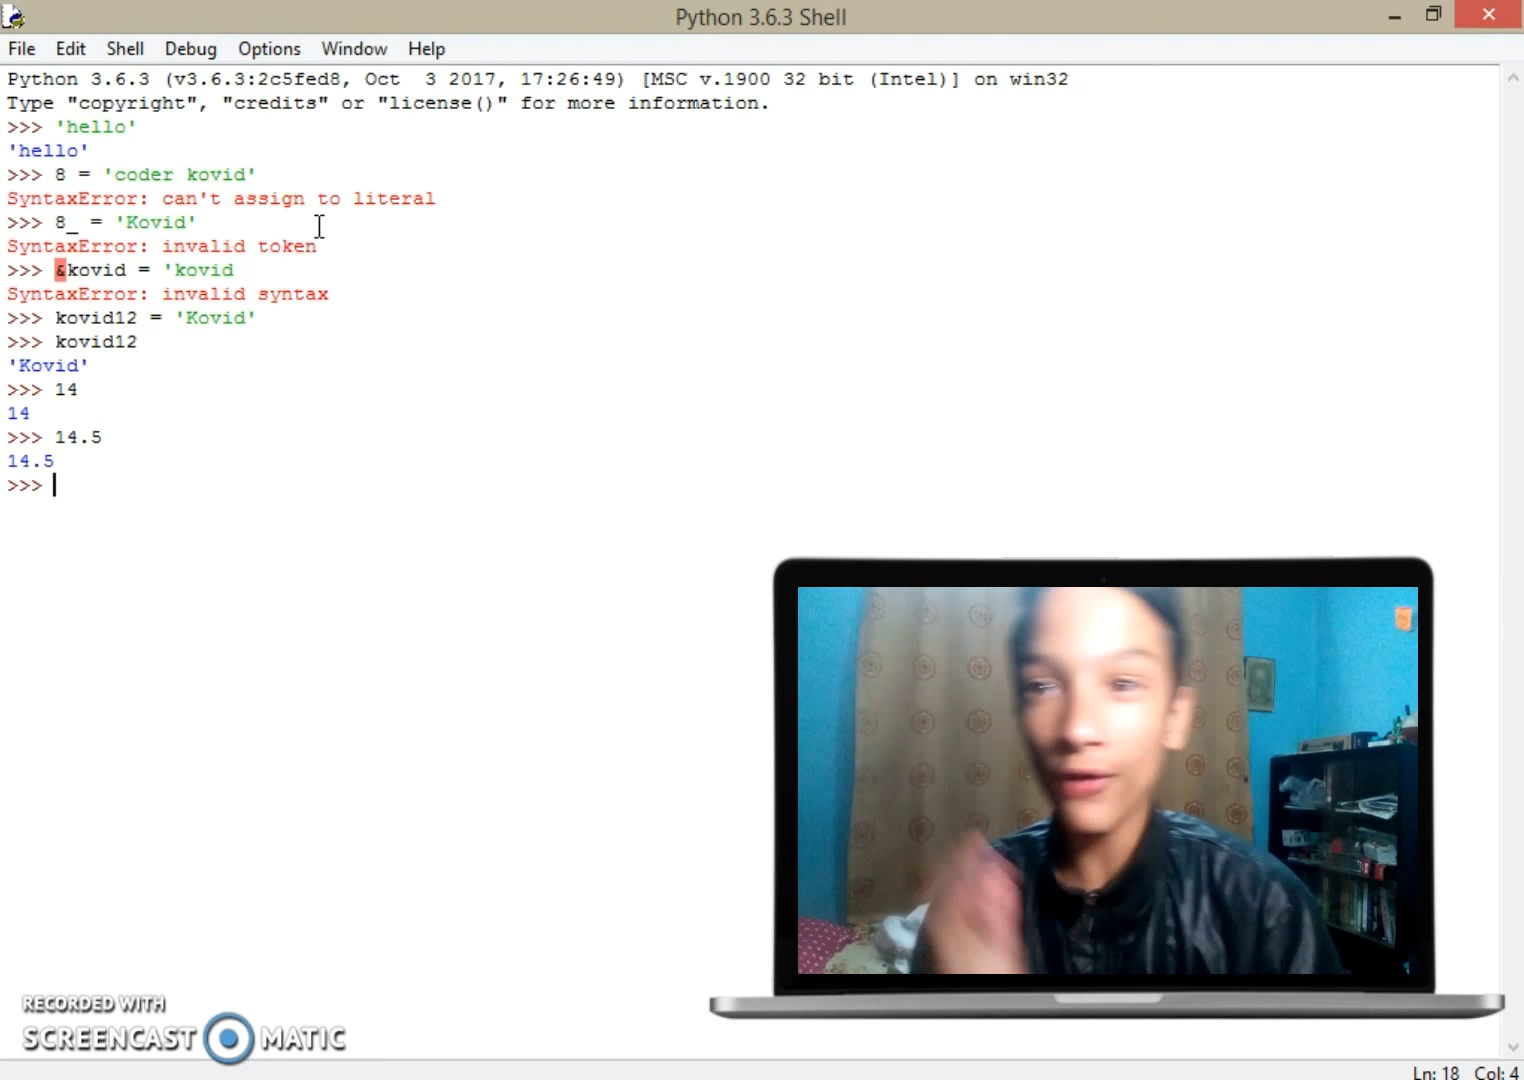 Python 3.6.3 Shell
File Edit Shell Debug Options Window Help
Python 3.6.3 (v3.6.3:2c5fed8, Oct  3 2017, 17:26:49) [MSC v.1900 32 bit (Intel)] on win32
Type "copyright", "credits" or "license()" for more information.
>>> 'hello'
'hello'
>>> 8 = 'coder kovid'
SyntaxError: can't assign to literal
>>> 8_ = 'Kovid'
SyntaxError: invalid token
>>> &kovid = 'kovid
SyntaxError: invalid syntax
>>> kovid12 = 'Kovid'
>>> kovid12
'Kovid'
>>> 14
14
>>> 14.5
14.5
>>>
RECORDED WITH
SCREENCAST MATIC
Ln: 18 Col: 4